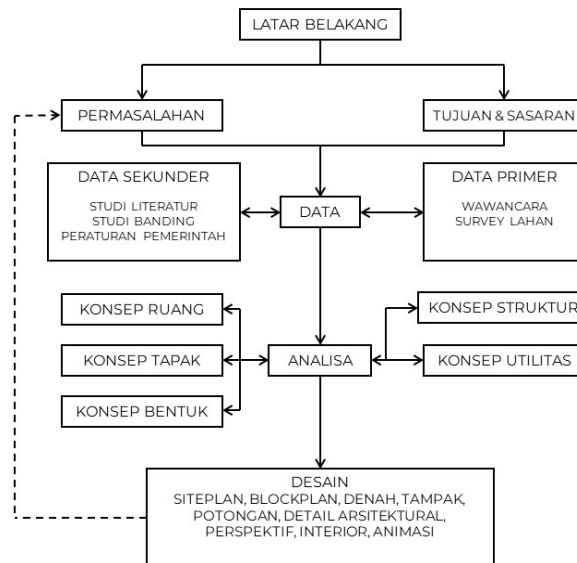 LATAR BELAKANG
PERMASALAHAN
TUJUAN & SASARAN
DATA SEKUNDER
STUDI LITERATUR
STUDI BANDING
PERATURAN PEMERINTAH
DATA
DATA PRIMER
WAWANCARA
SURVEY LAHAN
KONSEP RUANG
KONSEP TAPAK
KONSEP BENTUK
ANALISA
KONSEP STRUKTUR
KONSEP UTILITAS
DESAIN
SITEPLAN, BLOCKPLAN, DENAH, TAMPAK,
POTONGAN, DETAIL ARSITEKTURAL,
PERSPEKTIF, INTERIOR, ANIMASI